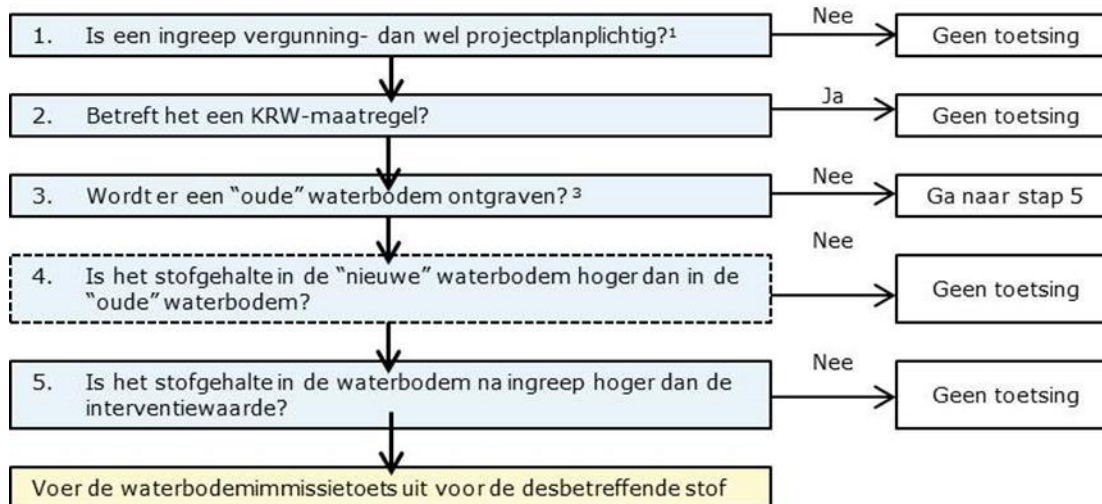 Nee
1. Is een ingreep vergunning- dan wel projectplanplichtig?¹
Geen toetsing
Ja
2. Betreft het een KRW-maatregel?
Geen toetsing
Nee
3. Wordt er een “oude” waterbodem ontgraven? ³
Ga naar stap 5
Nee
4. Is het stofgehalte in de “nieuwe” waterbodem hoger dan in de
“oude” waterbodem?
Geen toetsing
Nee
5. Is het stofgehalte in de waterbodem na ingreep hoger dan de
interventiewaarde?
Geen toetsing
Voer de waterbodemimmissietoets uit voor de desbetreffende stof